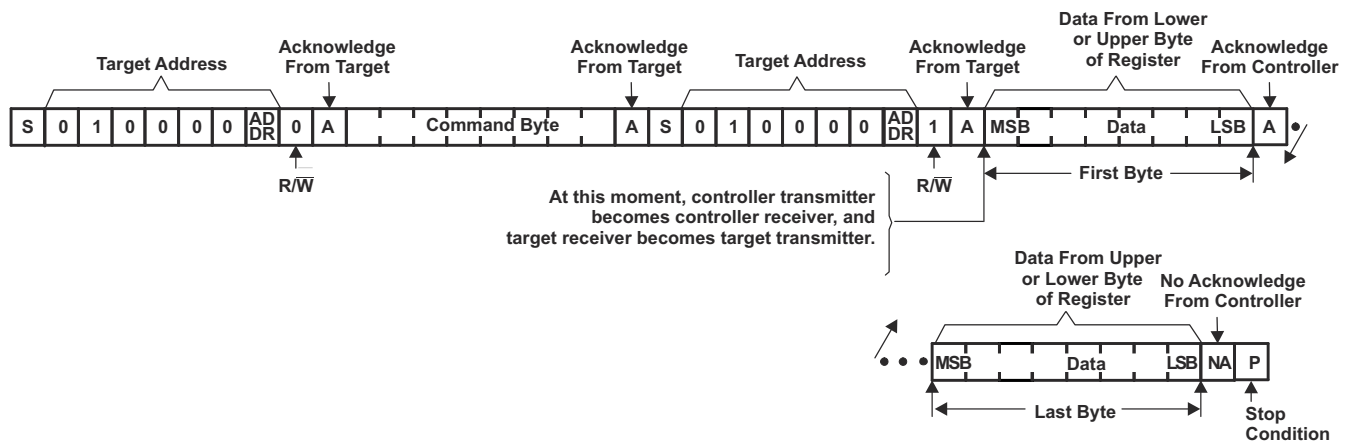 Data From Lower
or Upper Byte
of Register
Acknowledge
From Target
Acknowledge
From Target
Acknowledge
From Target
Acknowledge
From Controller
Target Address
Target Address
S 0 1 0 0 0 0 AD DR 0 A Command Byte A S 0 1 0 0 0 0 AD DR 1 A MSB Data LSB A
R/W̅
R/W̅
First Byte
At this moment, controller transmitter
becomes controller receiver, and
target receiver becomes target transmitter.
Data From Upper
or Lower Byte
of Register
No Acknowledge
From Controller
MSB Data LSB NA P
Last Byte
Stop
Condition